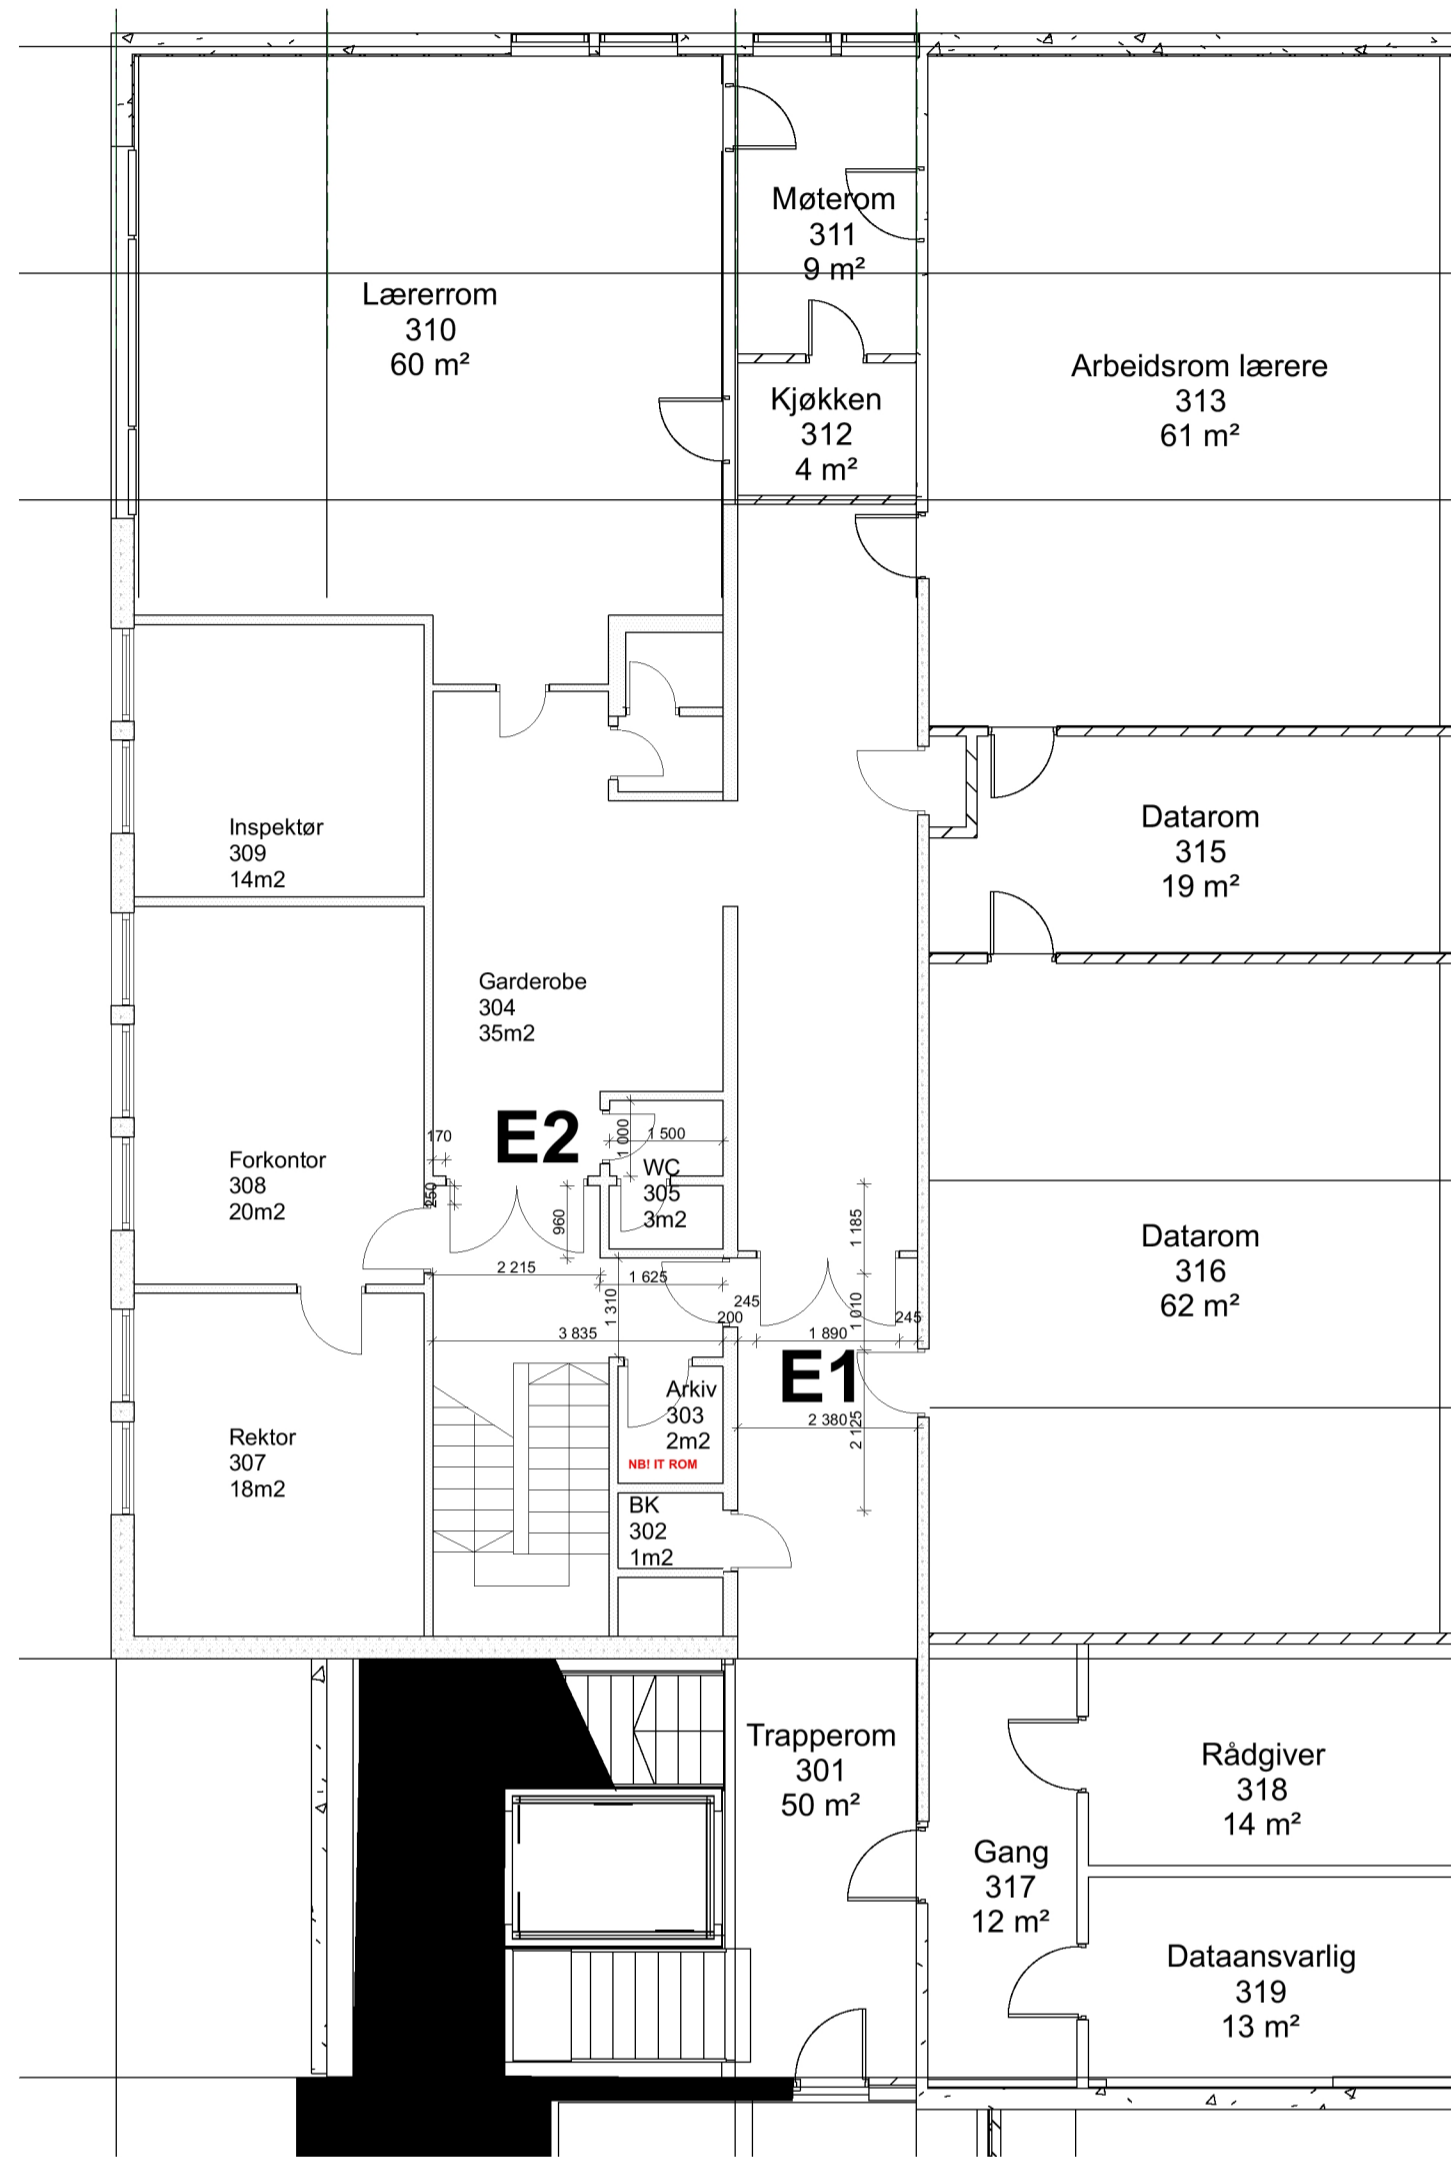 Møterom
311
9 m²
Lærerrom
310
60 m²
Arbeidsrom lærere
313
61 m²
Kjøkken
312
4 m²
Inspektør
309
14m2
Datarom
315
19 m²
Garderobe
304
35m2
E2
170
1 000
1 500
WC
305
3m2
Forkontor
308
20m2
250
960
1 185
Datarom
316
62 m²
2 215
1 625
1 310
245
200
1 010
245
3 835
1 890
E1
Arkiv
303
2m2
NB! IT ROM
2 380
2 125
Rektor
307
18m2
BK
302
1m2
Trapperom
301
50 m²
Rådgiver
318
14 m²
Gang
317
12 m²
Dataansvarlig
319
13 m²